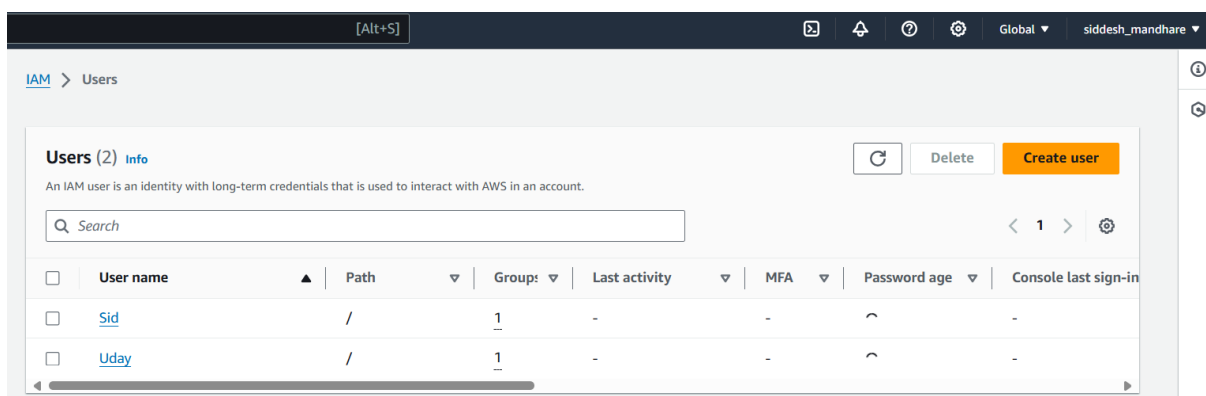 [Alt+S] Global siddesh_mandhare
IAM > Users
Users (2) Info
Delete Create user
An IAM user is an identity with long-term credentials that is used to interact with AWS in an account.
Search
1
User name Path Groups Last activity MFA Password age Console last sign-in
Sid / 1 - - -
Uday / 1 - - -